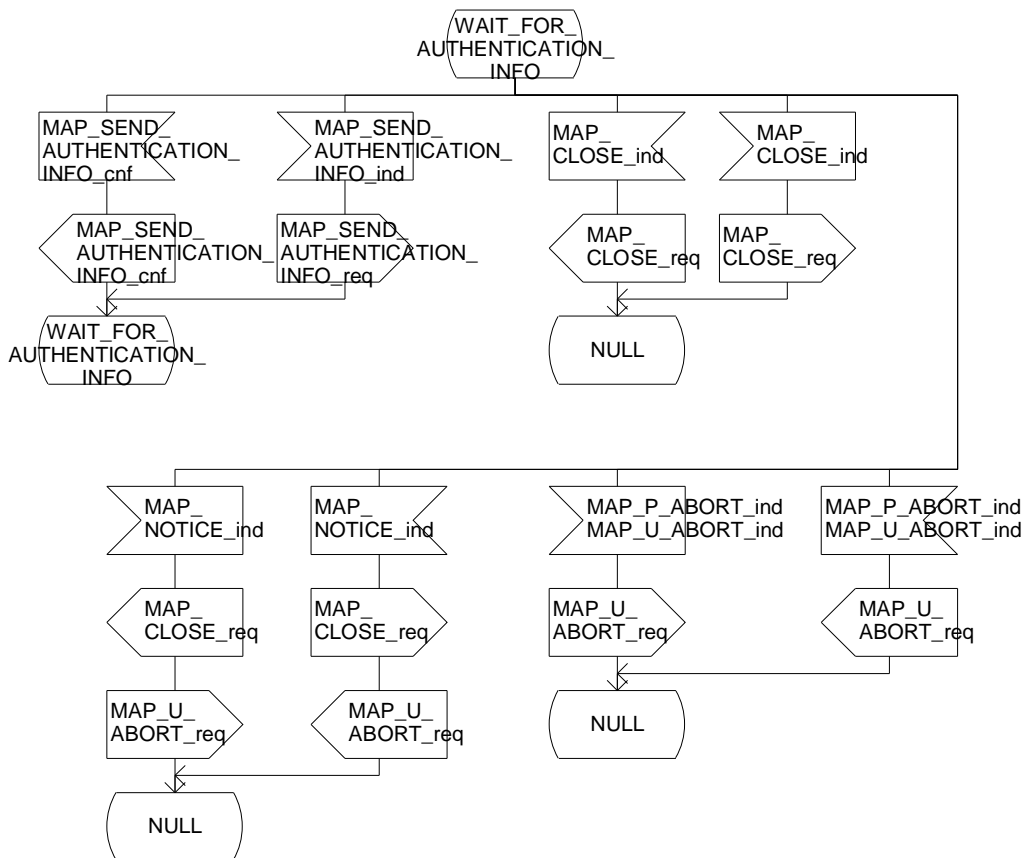 WAIT_FOR_
AUTHENTICATION_
INFO
MAP_SEND_
AUTHENTICATION_
INFO_cnf
MAP_SEND_
AUTHENTICATION_
INFO_ind
MAP_
CLOSE_ind
MAP_
CLOSE_ind
MAP_SEND_
AUTHENTICATION_
INFO_cnf
MAP_SEND_
AUTHENTICATION_
INFO_req
MAP_
CLOSE_req
MAP_
CLOSE_req
WAIT_FOR_
AUTHENTICATION_
INFO
NULL
MAP_
NOTICE_ind
MAP_
NOTICE_ind
MAP_P_ABORT_ind
MAP_U_ABORT_ind
MAP_P_ABORT_ind
MAP_U_ABORT_ind
MAP_
CLOSE_req
MAP_
CLOSE_req
MAP_U_
ABORT_req
MAP_U_
ABORT_req
MAP_U_
ABORT_req
MAP_U_
ABORT_req
NULL
NULL